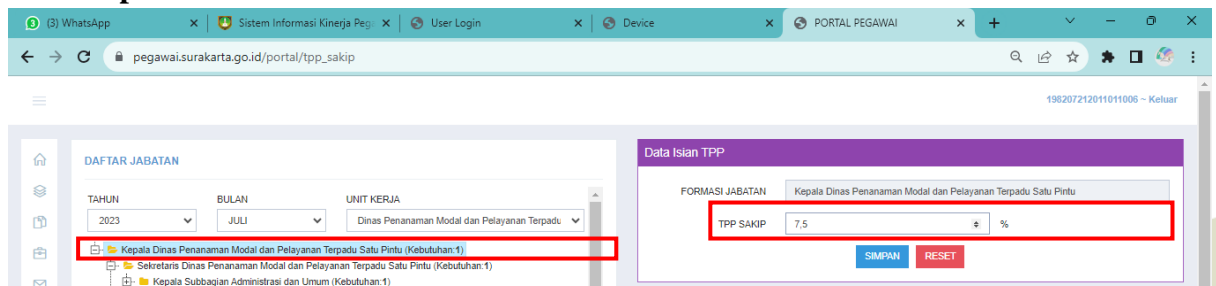 (3) WhatsApp
Sistem Informasi Kinerja Peg
User Login
Device
PORTAL PEGAWAI
pegawai.surakarta.go.id/portal/tpp_sakip
198207212011011006 ~ Keluar
DAFTAR JABATAN
TAHUN BULAN UNIT KERJA
2023 JULI Dinas Penanaman Modal dan Pelayanan Terpadu
Kepala Dinas Penanaman Modal dan Pelayanan Terpadu Satu Pintu (Kebutuhan:1)
Sekretaris Dinas Penanaman Modal dan Pelayanan Terpadu Satu Pintu (Kebutuhan:1)
Kepala Subbagian Administrasi dan Umum (Kebutuhan:1)
Data Isian TPP
FORMASI JABATAN Kepala Dinas Penanaman Modal dan Pelayanan Terpadu Satu Pintu
TPP SAKIP 7,5 %
SIMPAN RESET